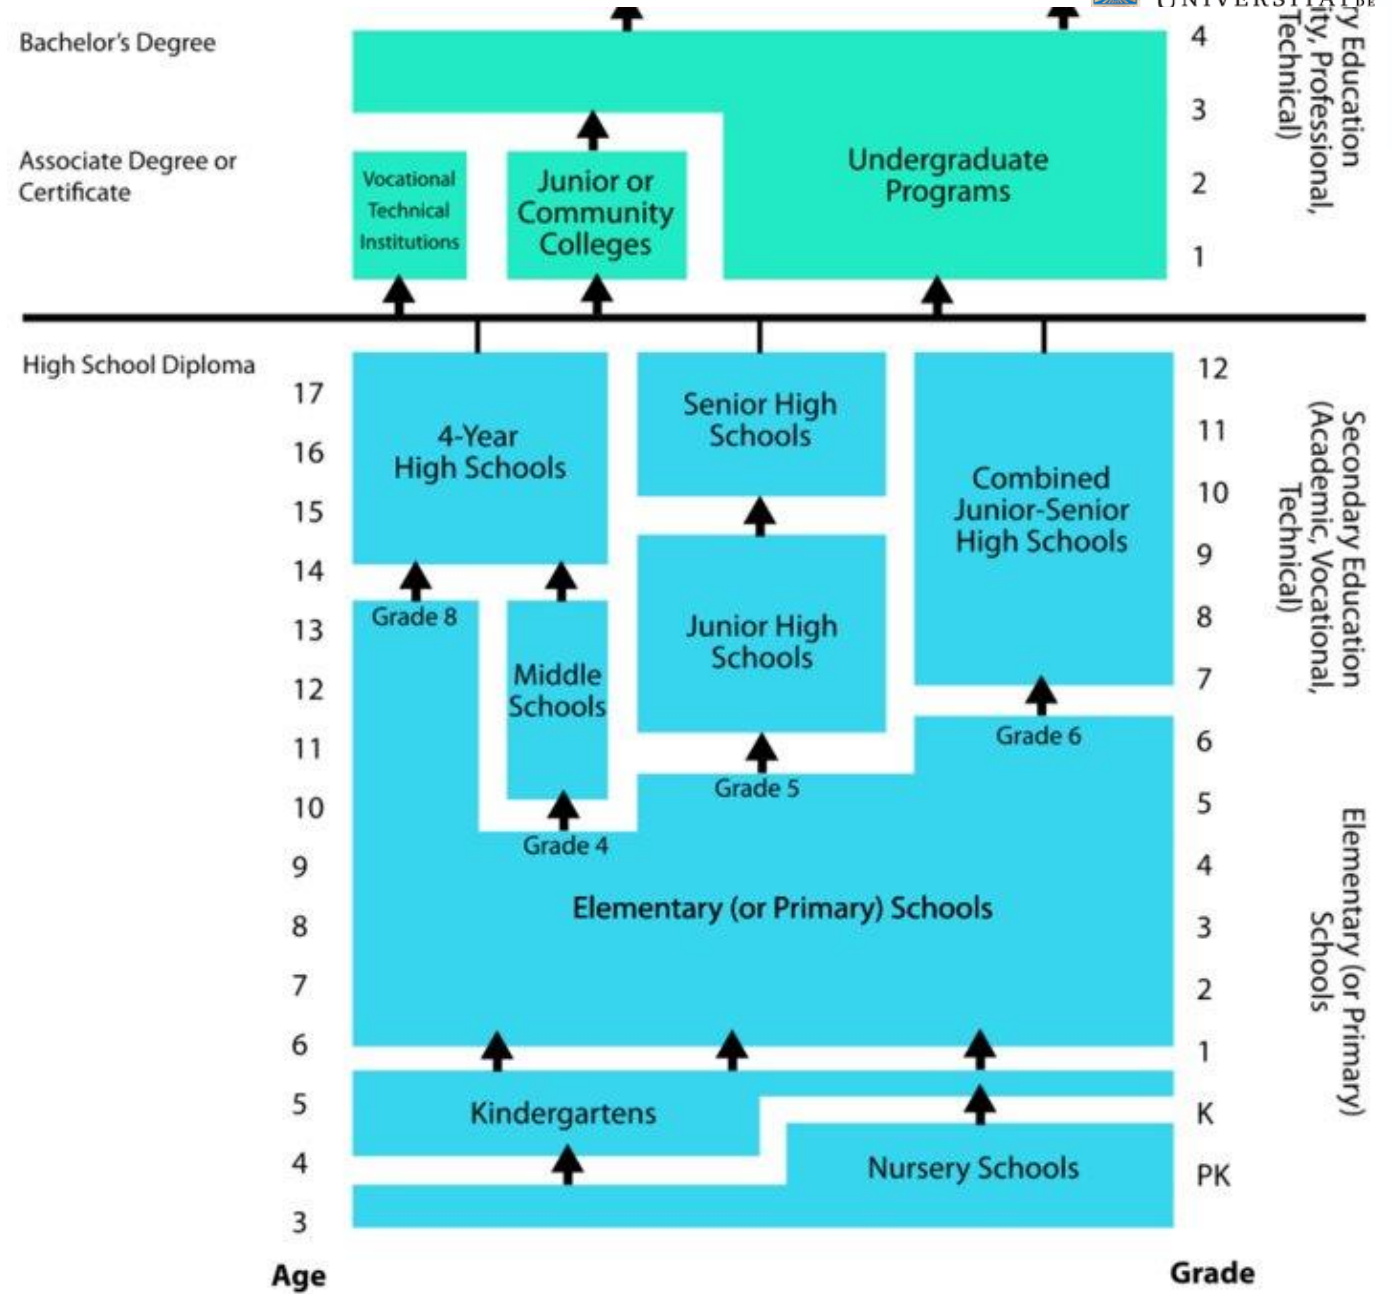 Bachelor's Degree
4
3
Associate Degree or
Certificate
Vocational
Technical
Institutions
Junior or
Community
Colleges
Undergraduate
Programs
2
1
ry Education
ity, Professional,
Technical)
High School Diploma
17
16
15
14
13
12
11
10
9
8
7
6
5
4
3
Age
4-Year
High Schools
Senior High
Schools
Combined
Junior-Senior
High Schools
Grade 8
Middle
Schools
Junior High
Schools
Grade 6
Grade 5
Grade 4
Elementary (or Primary) Schools
Kindergartens
Nursery Schools
12
11
10
9
8
7
6
5
4
3
2
1
K
PK
Grade
Secondary Education
(Academic, Vocational,
Technical)
Elementary (or Primary)
Schools